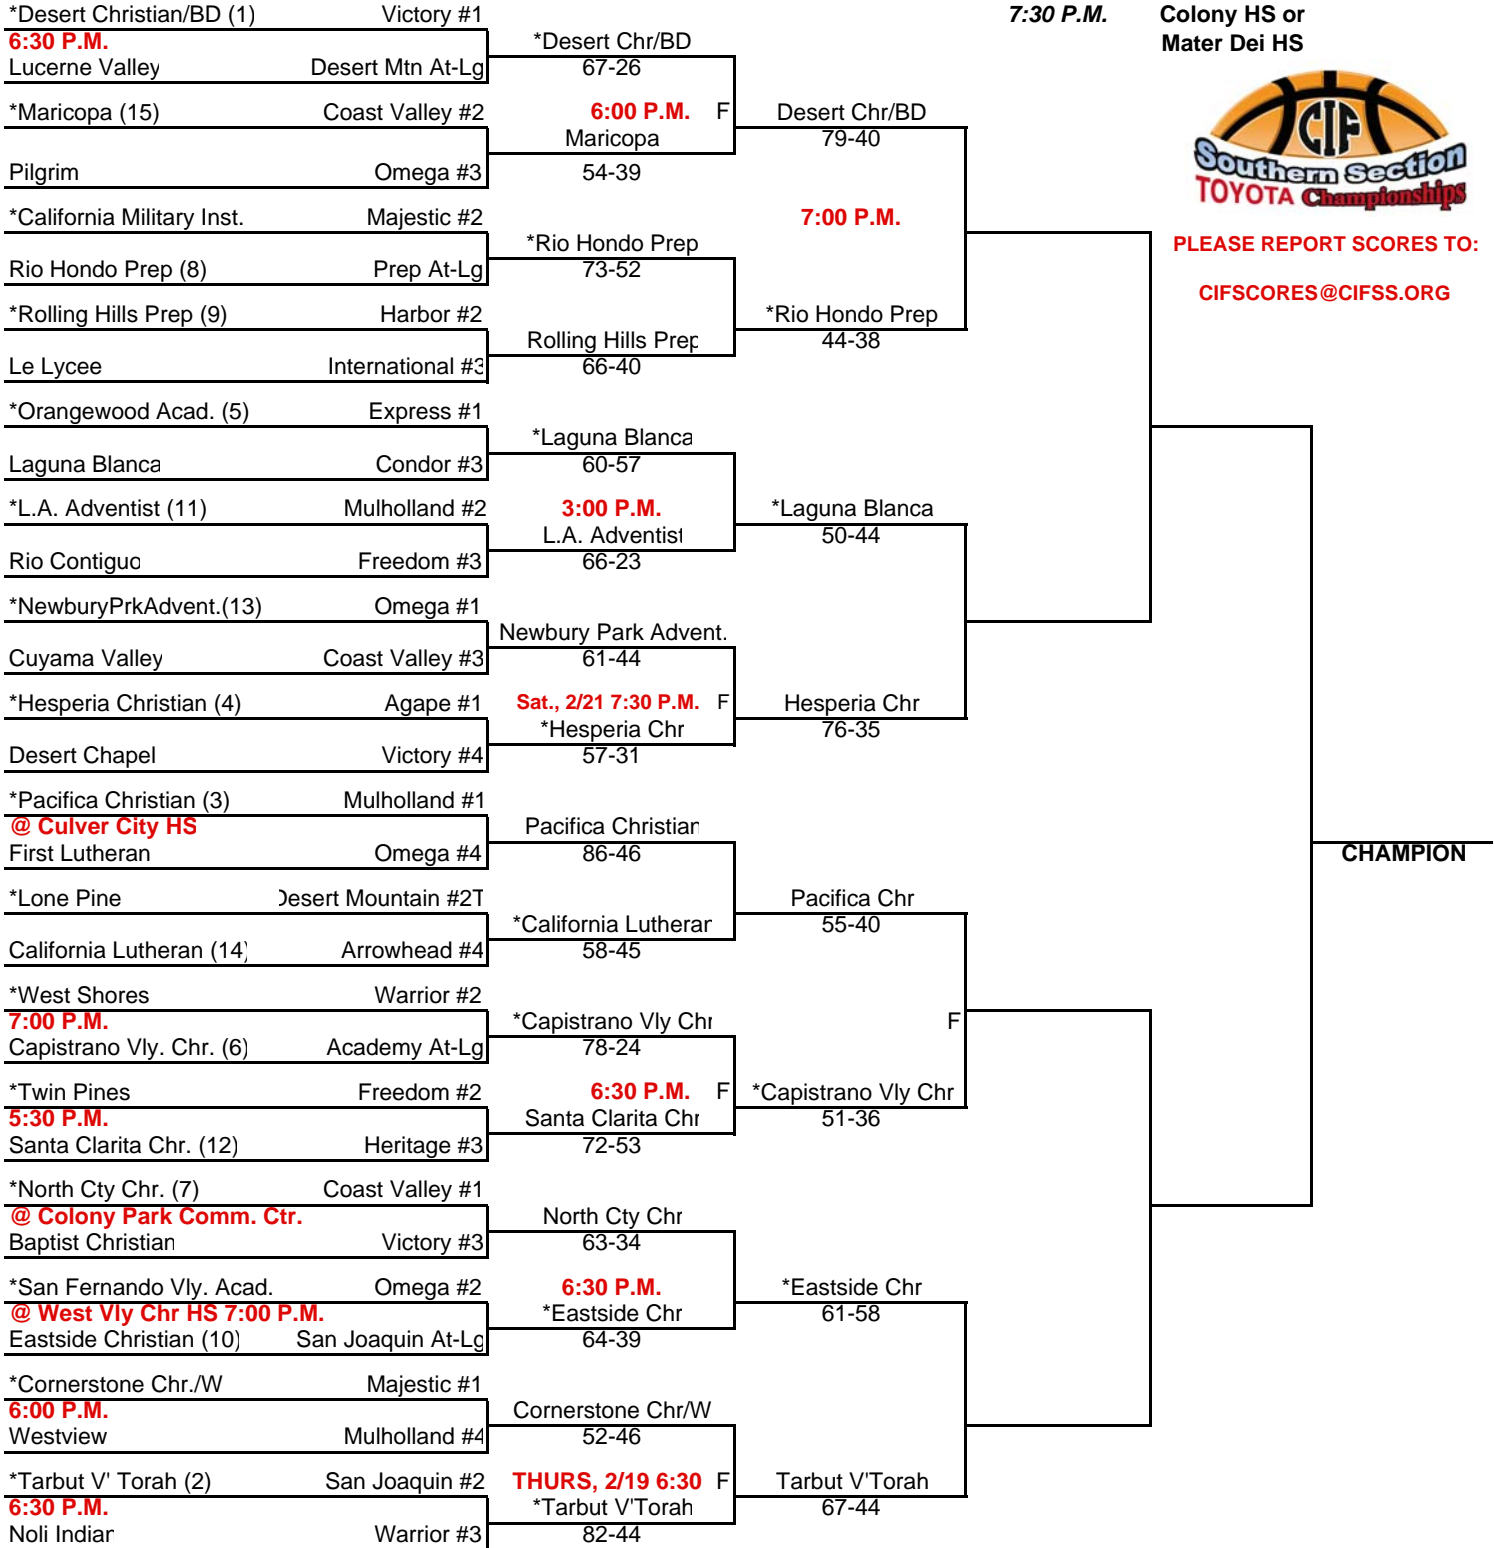 *Desert Christian/BD (1) Victory #1
7:30 P.M. Colony HS or
6:30 P.M.
*Desert Chr/BD
Mater Dei HS
Lucerne Valley Desert Mtn At-Lg
67-26
*Maricopa (15) Coast Valley #2
6:00 P.M. F
Desert Chr/BD
Maricopa
79-40
Pilgrim Omega #3
54-39
CIF
Southern Section
TOYOTA Championships
*California Military Inst. Majestic #2
7:00 P.M.
*Rio Hondo Prep
PLEASE REPORT SCORES TO:
Rio Hondo Prep (8) Prep At-Lg
73-52
CIFSCORES@CIFSS.ORG
*Rolling Hills Prep (9) Harbor #2
*Rio Hondo Prep
Rolling Hills Prep
44-38
Le Lycee International #3
66-40
*Orangewood Acad. (5) Express #1
*Laguna Blanca
Laguna Blanca Condor #3
60-57
*L.A. Adventist (11) Mulholland #2
3:00 P.M.
*Laguna Blanca
L.A. Adventist
50-44
Rio Contiguo Freedom #3
66-23
*NewburyPrkAdvent.(13) Omega #1
Newbury Park Advent.
Cuyama Valley Coast Valley #3
61-44
*Hesperia Christian (4) Agape #1
Sat., 2/21 7:30 P.M. F
Hesperia Chr
*Hesperia Chr
76-35
Desert Chapel Victory #4
57-31
*Pacifica Christian (3) Mulholland #1
@ Culver City HS
Pacifica Christian
First Lutheran Omega #4
86-46
CHAMPION
*Lone Pine Desert Mountain #2T
Pacifica Chr
*California Lutheran
55-40
California Lutheran (14) Arrowhead #4
58-45
*West Shores Warrior #2
7:00 P.M.
*Capistrano Vly Chr
F
Capistrano Vly. Chr. (6) Academy At-Lg
78-24
*Twin Pines Freedom #2
6:30 P.M. F
*Capistrano Vly Chr
5:30 P.M.
Santa Clarita Chr
51-36
Santa Clarita Chr. (12) Heritage #3
72-53
*North Cty Chr. (7) Coast Valley #1
@ Colony Park Comm. Ctr.
North Cty Chr
Baptist Christian Victory #3
63-34
*San Fernando Vly. Acad. Omega #2
6:30 P.M.
*Eastside Chr
@ West Vly Chr HS 7:00 P.M.
*Eastside Chr
61-58
Eastside Christian (10) San Joaquin At-Lg
64-39
*Cornerstone Chr./W Majestic #1
6:00 P.M.
Cornerstone Chr/W
Westview Mulholland #4
52-46
*Tarbut V' Torah (2) San Joaquin #2
THURS, 2/19 6:30 F
Tarbut V'Torah
6:30 P.M.
*Tarbut V'Torah
67-44
Noli Indian Warrior #3
82-44